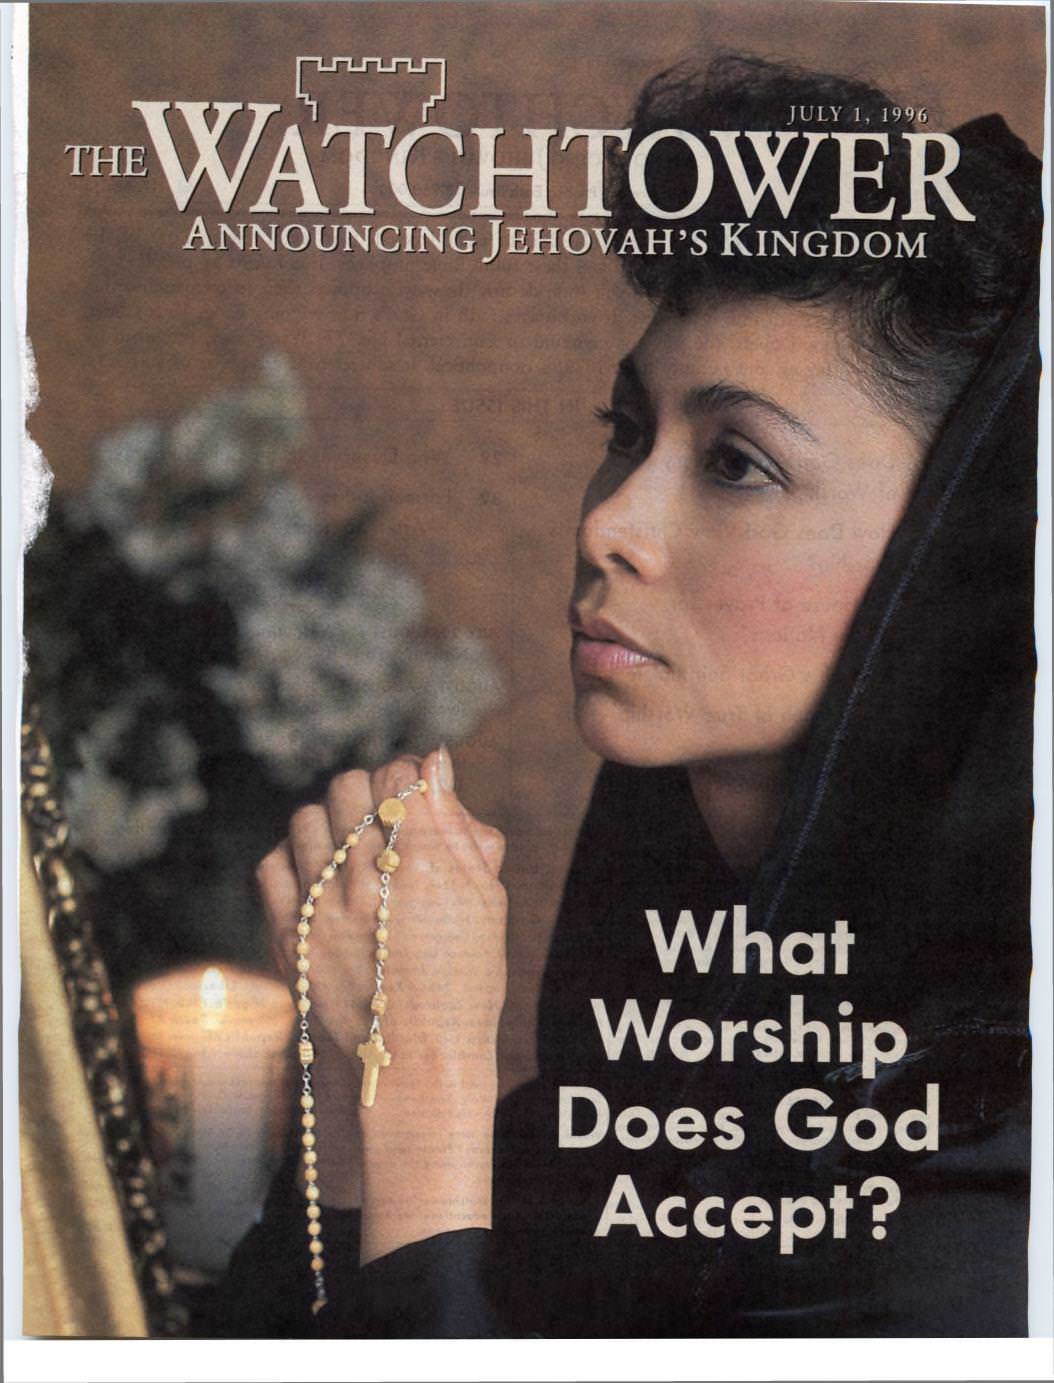 JULY 1, 1996
THE WATCHTOWER
ANNOUNCING JEHOVAH'S KINGDOM
What
Worship
Does God
Accept?